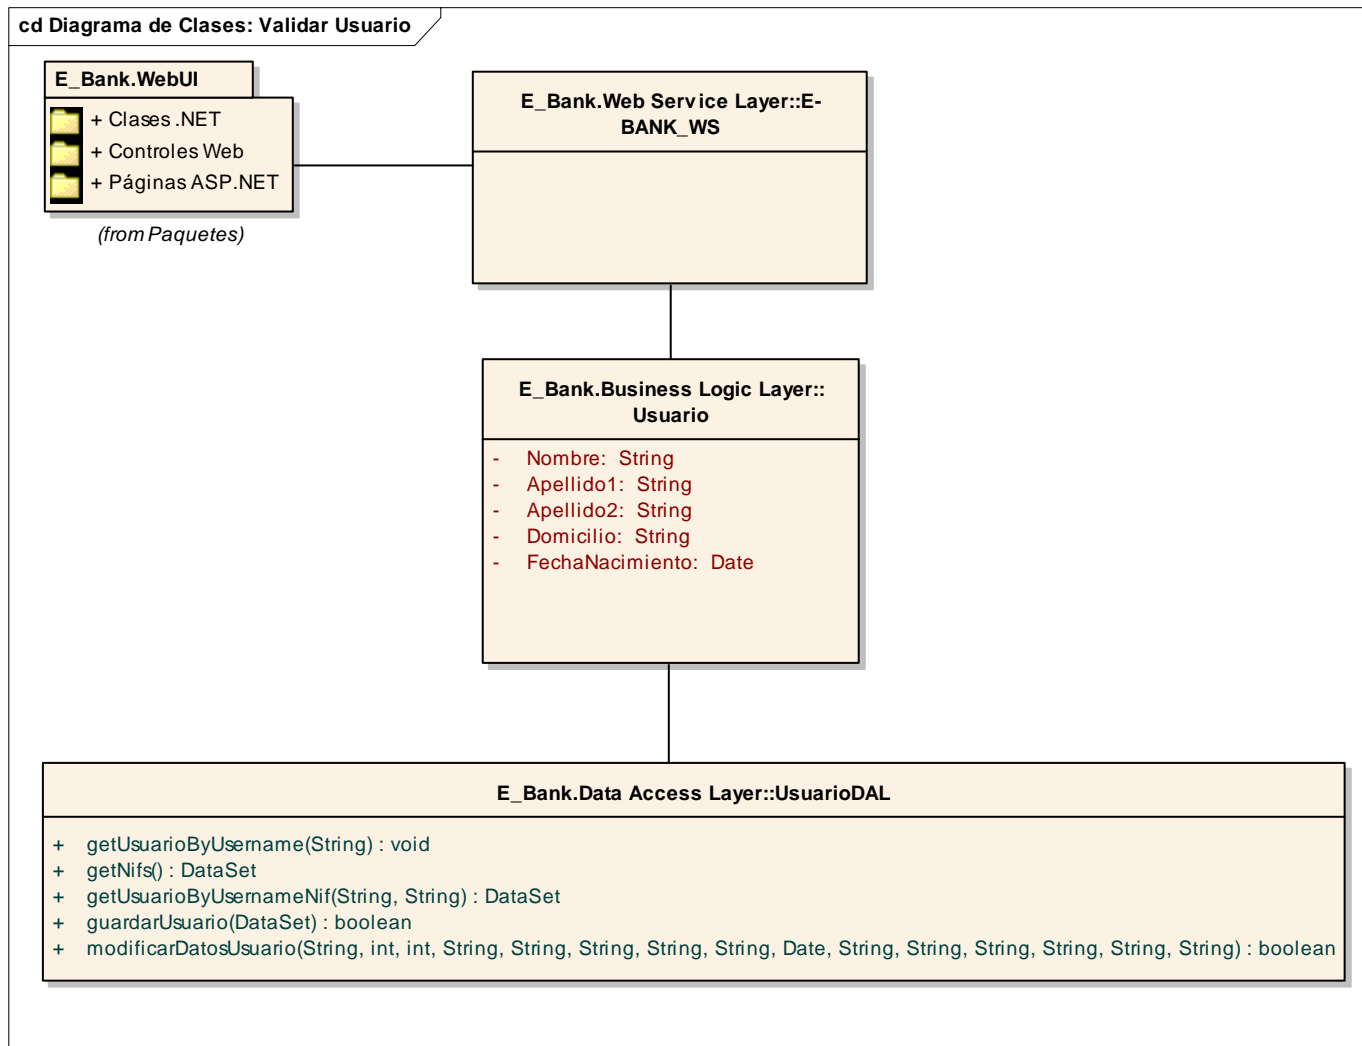 cd Diagrama de Clases: Validar Usuario
E_Bank.WebUI
+ Clases .NET
+ Controles Web
+ Páginas ASP.NET
(from Paquetes)
E_Bank.Web Service Layer::E-
BANK_WS
E_Bank.Business Logic Layer::
Usuario
- Nombre: String
- Apellido1: String
- Apellido2: String
- Domicilio: String
- FechaNacimiento: Date
E_Bank.Data Access Layer::UsuarioDAL
+ getUsuarioByUsername(String) : void
+ getNifs() : DataSet
+ getUsuarioByUsernameNif(String, String) : DataSet
+ guardarUsuario(DataSet) : boolean
+ modificarDatosUsuario(String, int, int, String, String, String, String, String, Date, String, String, String, String, String, String) : boolean